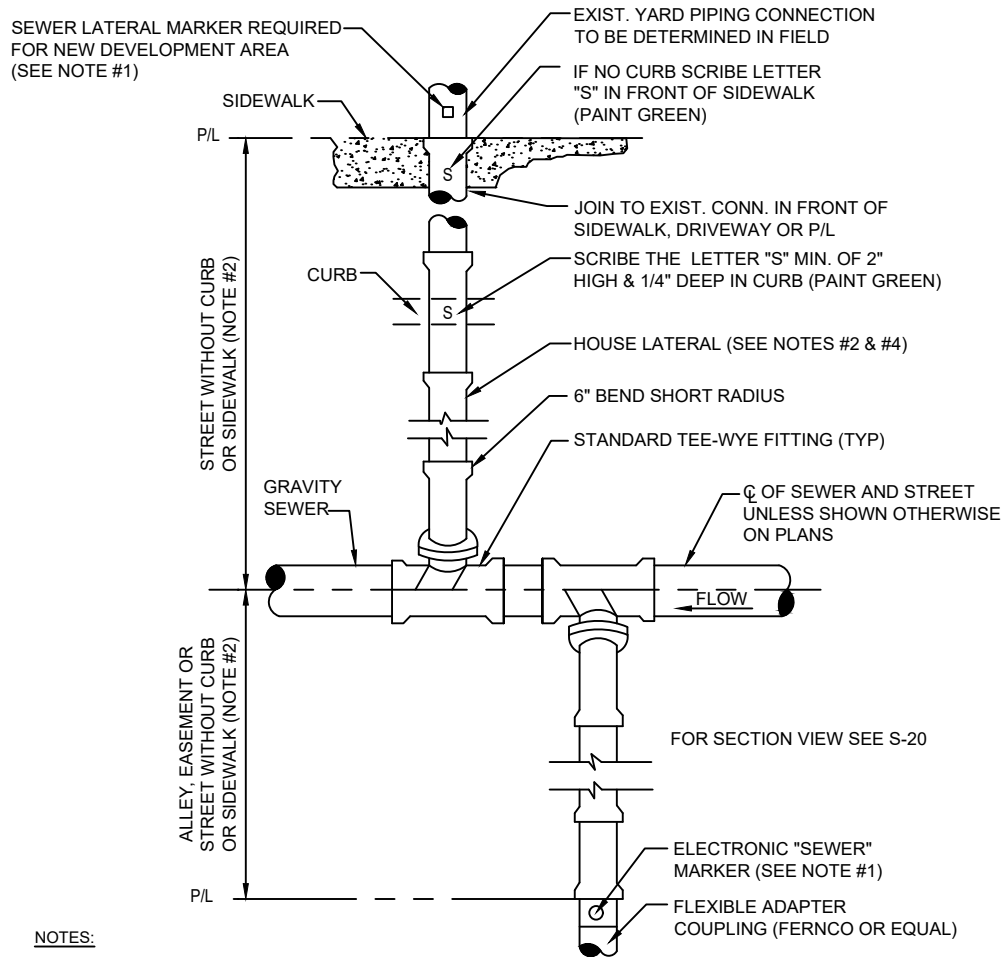 SEWER LATERAL MARKER REQUIRED
FOR NEW DEVELOPMENT AREA
(SEE NOTE #1)
EXIST. YARD PIPING CONNECTION
TO BE DETERMINED IN FIELD
IF NO CURB SCRIBE LETTER
"S" IN FRONT OF SIDEWALK
(PAINT GREEN)
SIDEWALK
P/L
S
JOIN TO EXIST. CONN. IN FRONT OF
SIDEWALK, DRIVEWAY OR P/L
SCRIBE THE LETTER "S" MIN. OF 2"
HIGH & 1/4" DEEP IN CURB (PAINT GREEN)
CURB
S
STREET WITHOUT CURB
OR SIDEWALK (NOTE #2)
HOUSE LATERAL (SEE NOTES #2 & #4)
6" BEND SHORT RADIUS
STANDARD TEE-WYE FITTING (TYP)
GRAVITY
SEWER
℄ OF SEWER AND STREET
UNLESS SHOWN OTHERWISE
ON PLANS
FLOW
ALLEY, EASEMENT OR
STREET WITHOUT CURB
OR SIDEWALK (NOTE #2)
FOR SECTION VIEW SEE S-20
ELECTRONIC "SEWER"
MARKER (SEE NOTE #1)
P/L
FLEXIBLE ADAPTER
COUPLING (FERNCO OR EQUAL)
NOTES: